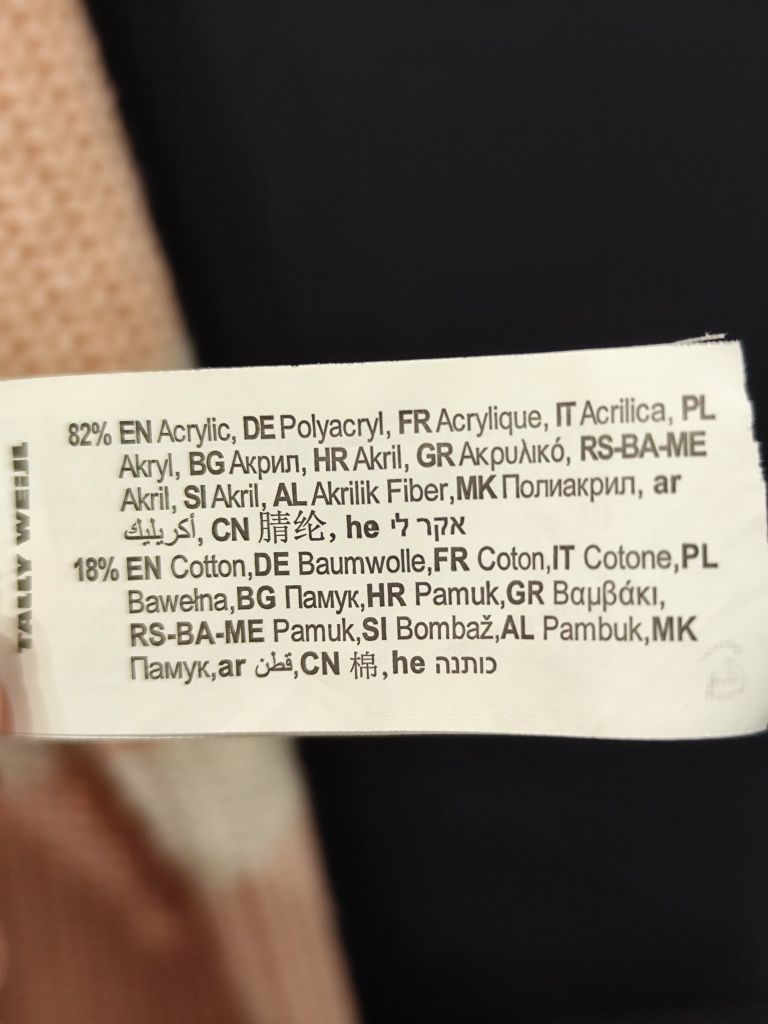 TALLY WEiJL
82% EN Acrylic, DE Polyacryl, FR Acrylique, IT Acrilica, PL
Akryl, BG Акрил, HR Akril, GR Ακρυλικό, RS-BA-ME
Akril, SI Akril, AL Akrilik Fiber,MK Полиакрил, ar
أكريليك, CN 腈纶, he אקר לי
18% EN Cotton,DE Baumwolle,FR Coton,IT Cotone,PL
Bawełna,BG Памук,HR Pamuk,GR Βαμβάκι,
RS-BA-ME Pamuk,SI Bombaž,AL Pambuk,MK
Памук,ar قطن,CN 棉,he כותנה